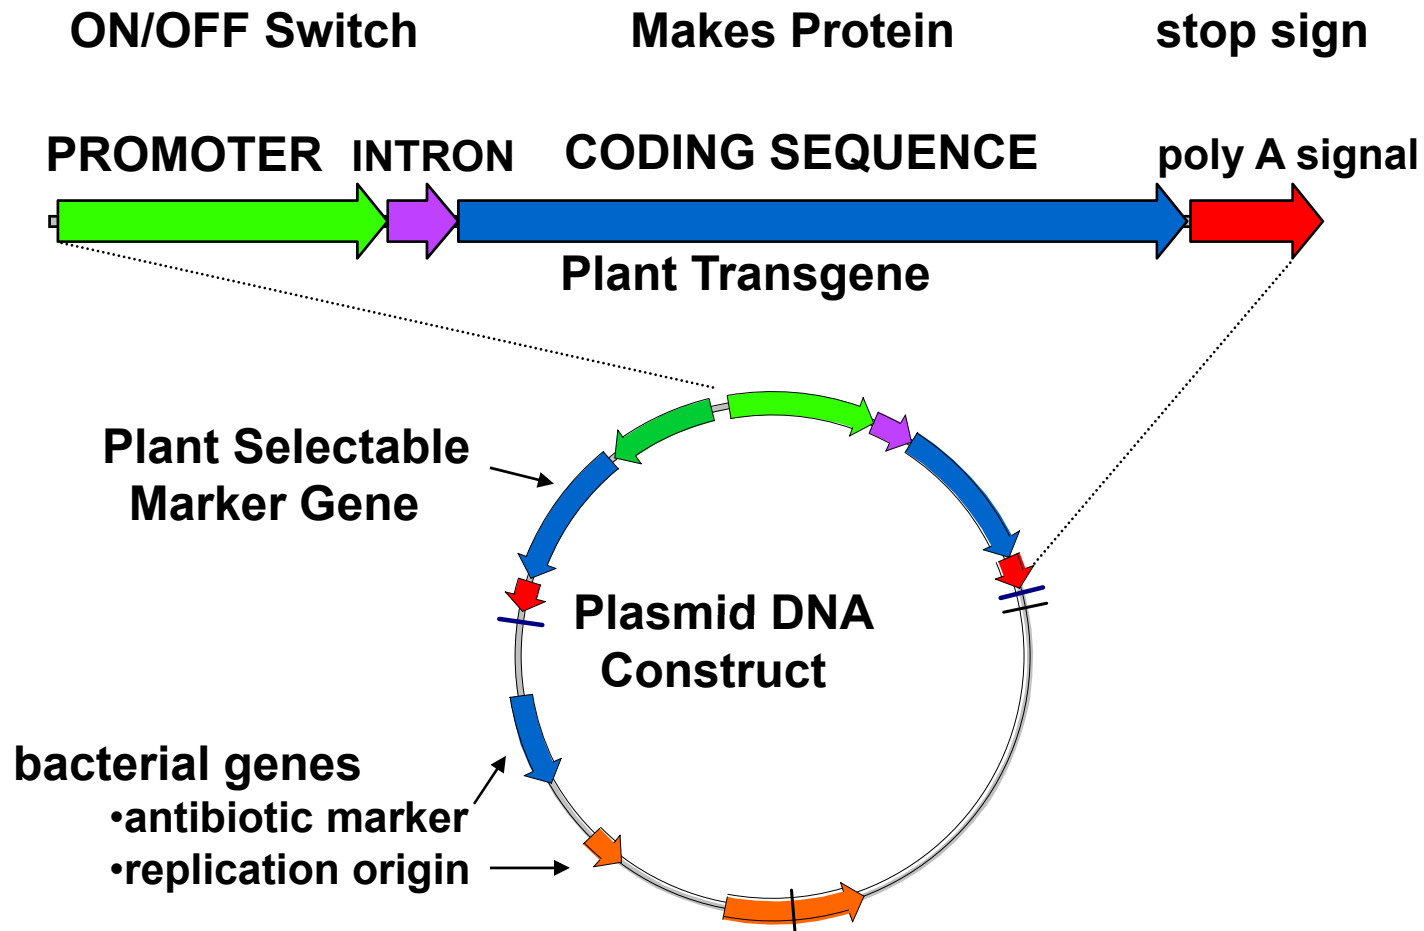 ON/OFF Switch Makes Protein stop sign
PROMOTER INTRON CODING SEQUENCE poly A signal
Plant Transgene
Plant Selectable
Marker Gene
Plasmid DNA
Construct
bacterial genes
•antibiotic marker
•replication origin